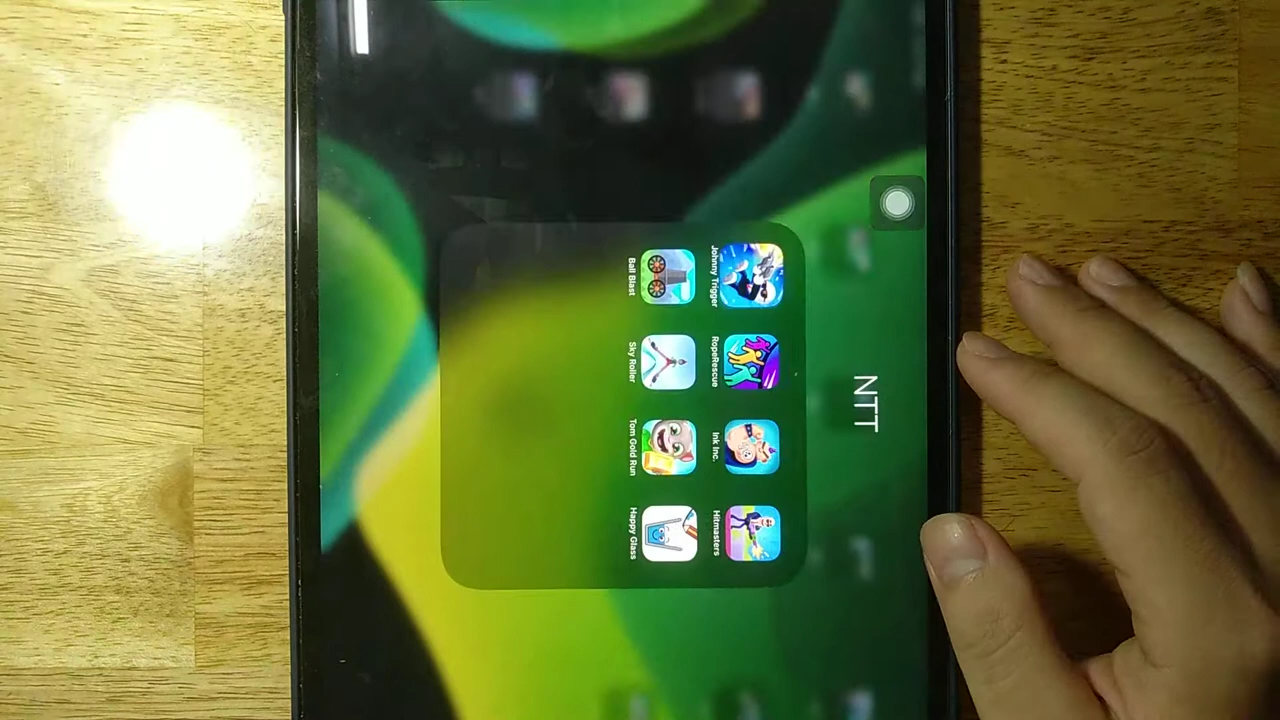 NTT
Johnny Trigger RopeRescue Ink Inc. Hitmasters
Ball Blast Sky Roller Tom Gold Run Happy Glass